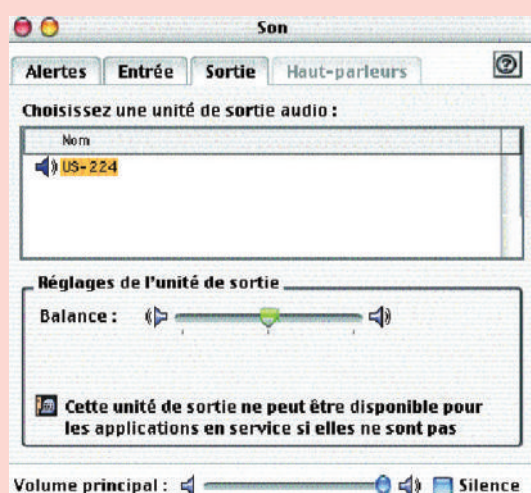 Son
Alertes Entrée Sortie Haut-parleurs ?
Choisissez une unité de sortie audio :
Nom
US-224
Réglages de l'unité de sortie
Balance :
Cette unité de sortie ne peut être disponible pour
les applications en service si elles ne sont pas
Volume principal : Silence